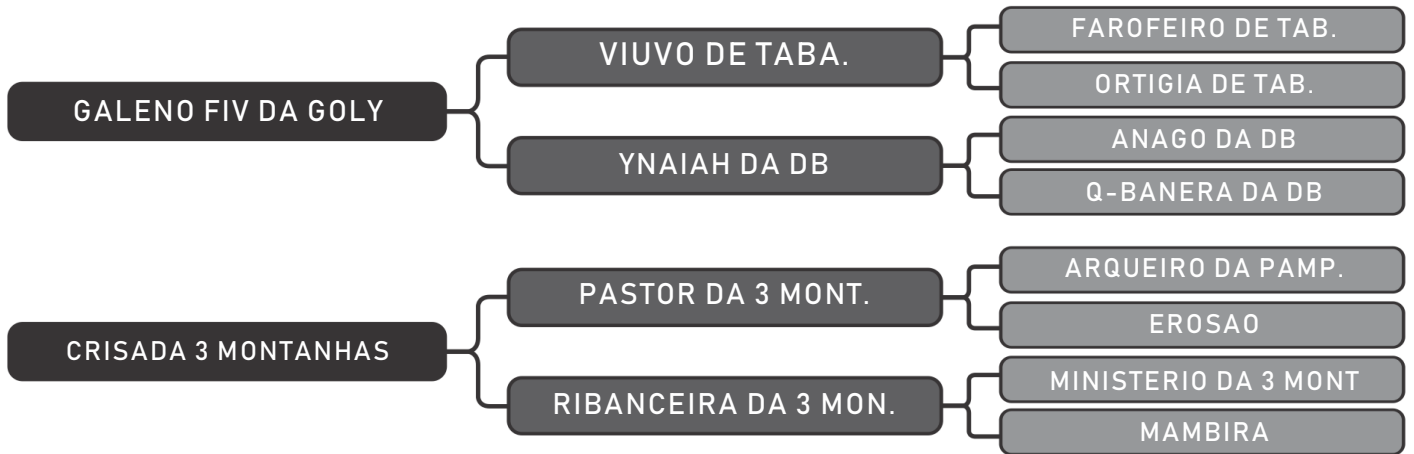 GALENO FIV DA GOLY
VIUVO DE TABA.
FAROFEIRO DE TAB.
ORTIGIA DE TAB.
YNAIAH DA DB
ANAGO DA DB
Q-BANERA DA DB
CRISADA 3 MONTANHAS
PASTOR DA 3 MONT.
ARQUEIRO DA PAMP.
EROSAO
RIBANCEIRA DA 3 MON.
MINISTERIO DA 3 MONT
MAMBIRA